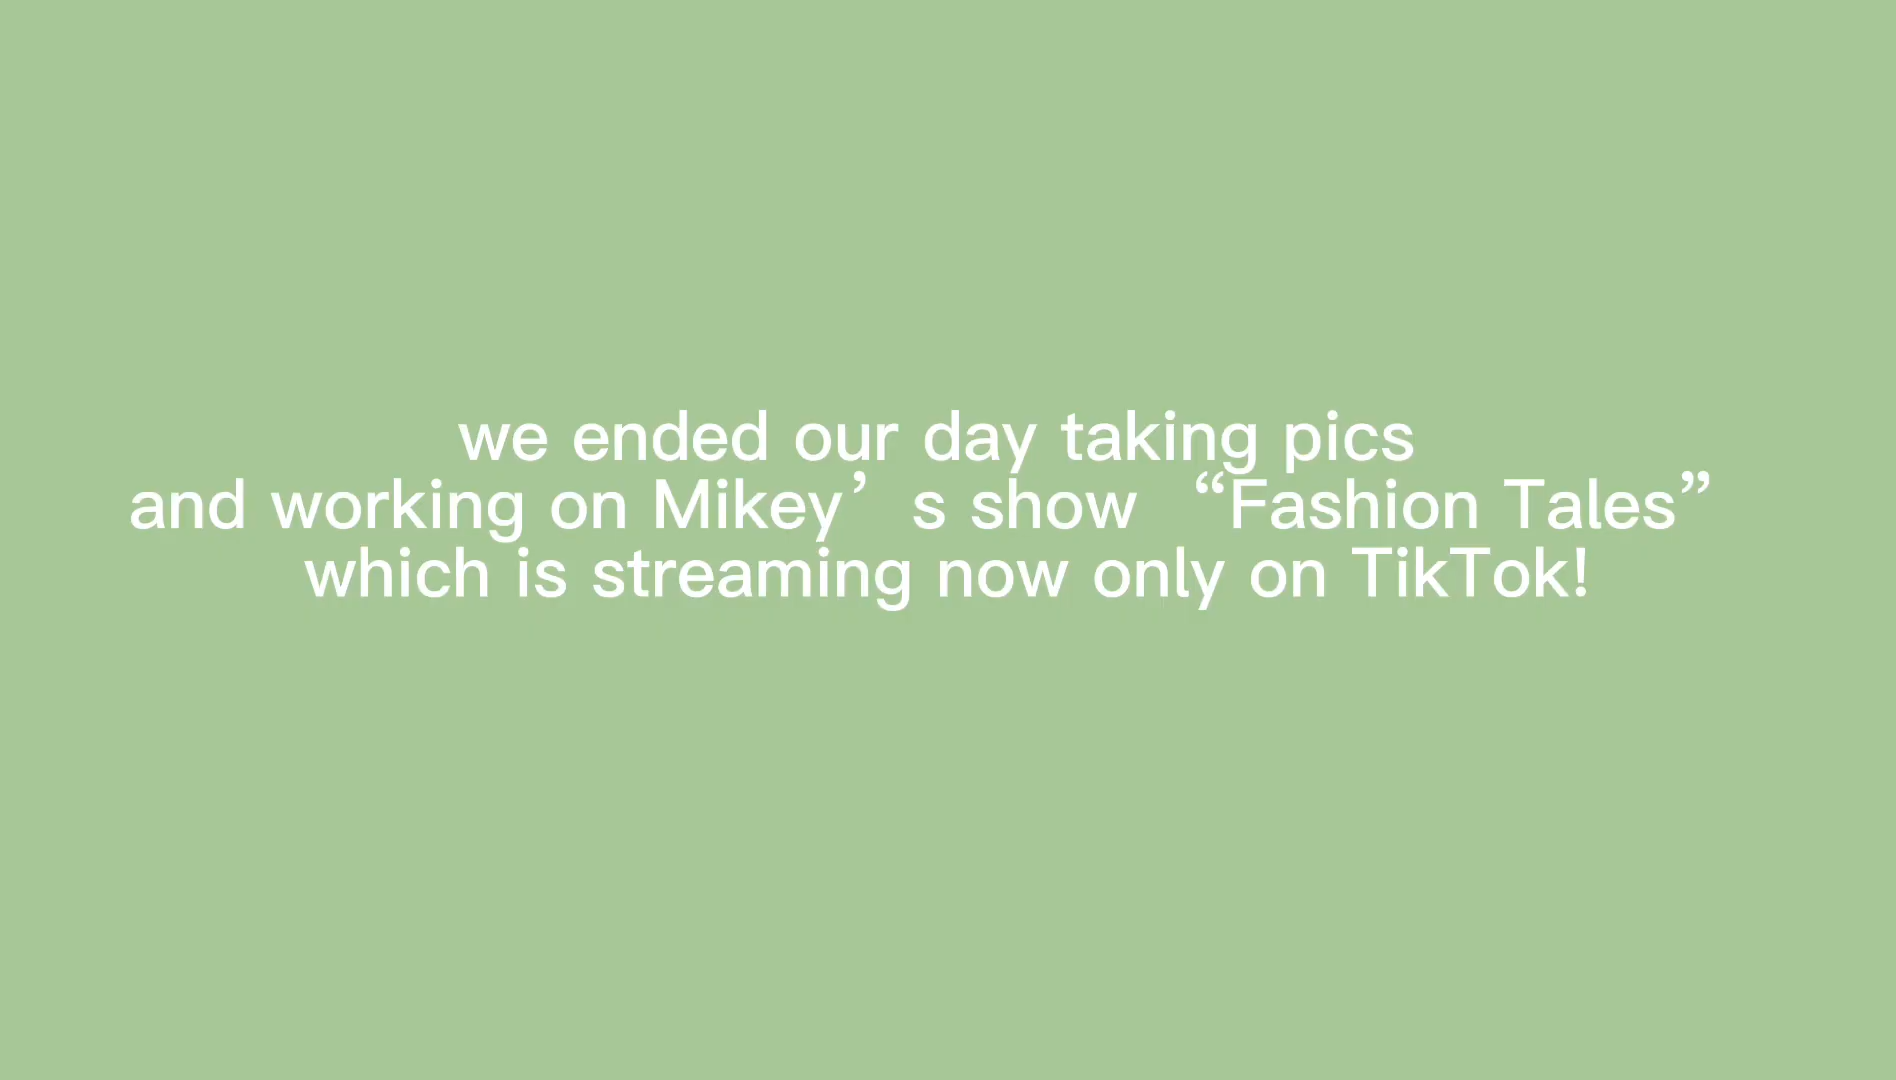 we ended our day taking pics
and working on Mikey’s show “Fashion Tales”
which is streaming now only on TikTok!